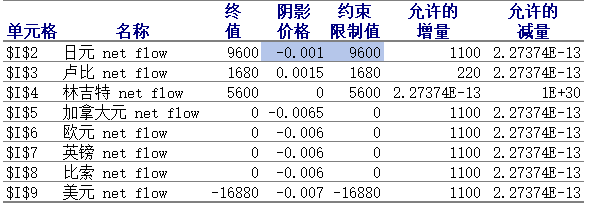 终 阴影 约束 允许的 允许的
单元格 名称 值 价格 限制值 增量 减量
$I$2 日元 net flow 9600 -0.001 9600 1100 2.27374E-13
$I$3 卢比 net flow 1680 0.0015 1680 220 2.27374E-13
$I$4 林吉特 net flow 5600 0 5600 2.27374E-13 1E+30
$I$5 加拿大元 net flow 0 -0.0065 0 1100 2.27374E-13
$I$6 欧元 net flow 0 -0.006 0 1100 2.27374E-13
$I$7 英镑 net flow 0 -0.006 0 1100 2.27374E-13
$I$8 比索 net flow 0 -0.006 0 1100 2.27374E-13
$I$9 美元 net flow -16880 -0.007 -16880 1100 2.27374E-13